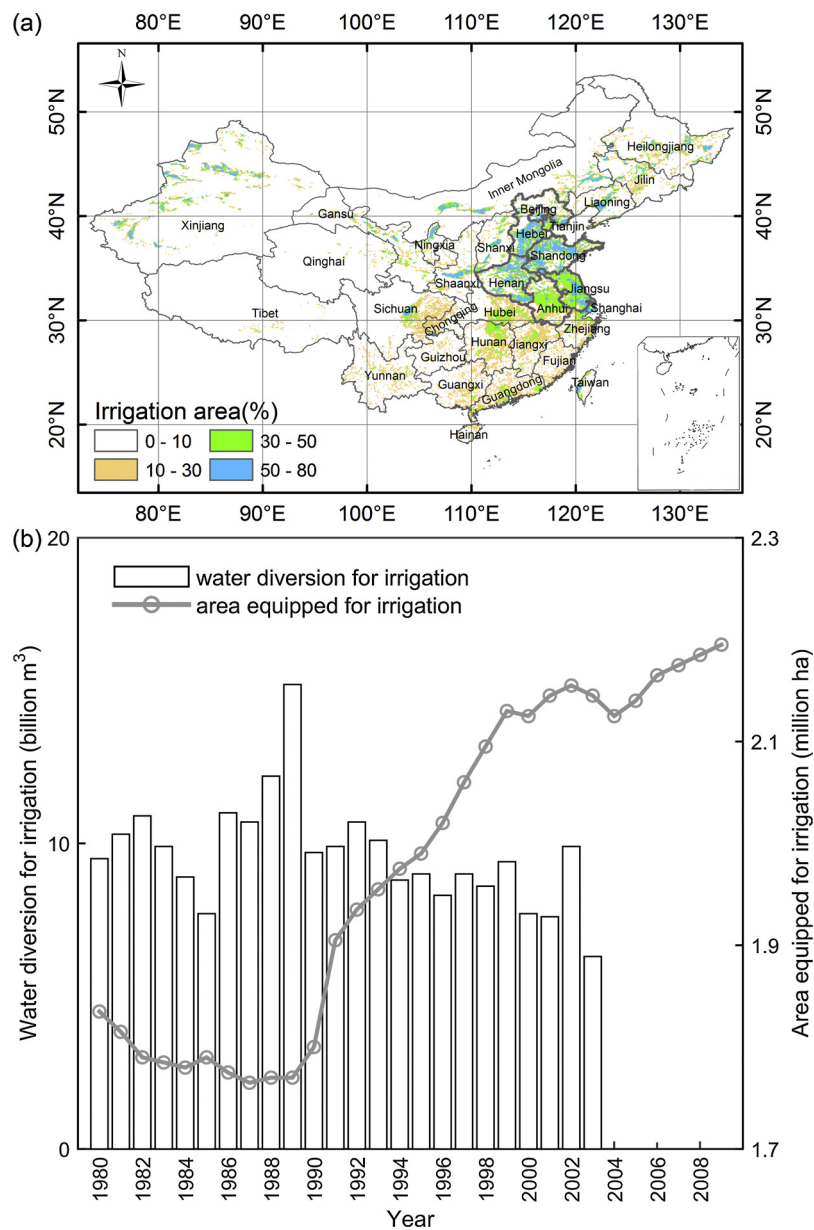 (a)
80°E 90°E 100°E 110°E 120°E 130°E
N
50°N 50°N
Heilongjiang
Jilin
Inner Mongolia
Liaoning
40°N 40°N
Beijing
Gansu
Tianjin
Xinjiang
Hebei
Ningxia
Shanxi
Shandong
Qinghai
Shaanxi
Henan
Jiangsu
Tibet
Sichuan
Hubei
Anhui
Shanghai
30°N 30°N
Chongqing
Zhejiang
Hunan
Jiangxi
Guizhou
Fujian
Yunnan
Guangxi
Guangdong
Taiwan
Irrigation area(%)
20°N 20°N
Hainan
0 - 10 30 - 50
10 - 30 50 - 80
80°E 90°E 100°E 110°E 120°E 130°E
(b)
20 2.3
water diversion for irrigation
area equipped for irrigation
2.1
10
1.9
0 1.7
Water diversion for irrigation (billion m³)
Area equipped for irrigation (million ha)
1980 1982 1984 1986 1988 1990 1992 1994 1996 1998 2000 2002 2004 2006 2008
Year